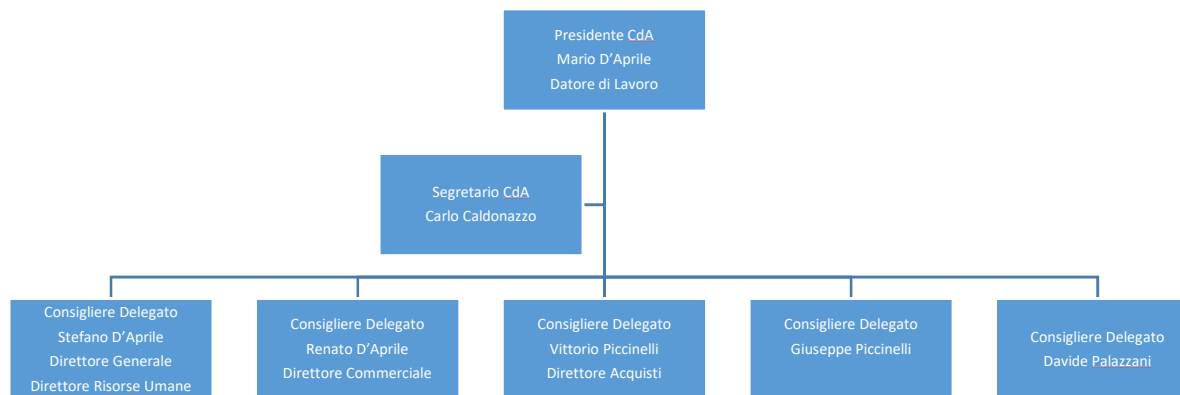 Presidente CdA
Mario D’Aprile
Datore di Lavoro
Segretario CdA
Carlo Caldonazzo
Consigliere Delegato
Stefano D’Aprile
Direttore Generale
Direttore Risorse Umane
Consigliere Delegato
Renato D’Aprile
Direttore Commerciale
Consigliere Delegato
Vittorio Piccinelli
Direttore Acquisti
Consigliere Delegato
Giuseppe Piccinelli
Consigliere Delegato
Davide Palazzani